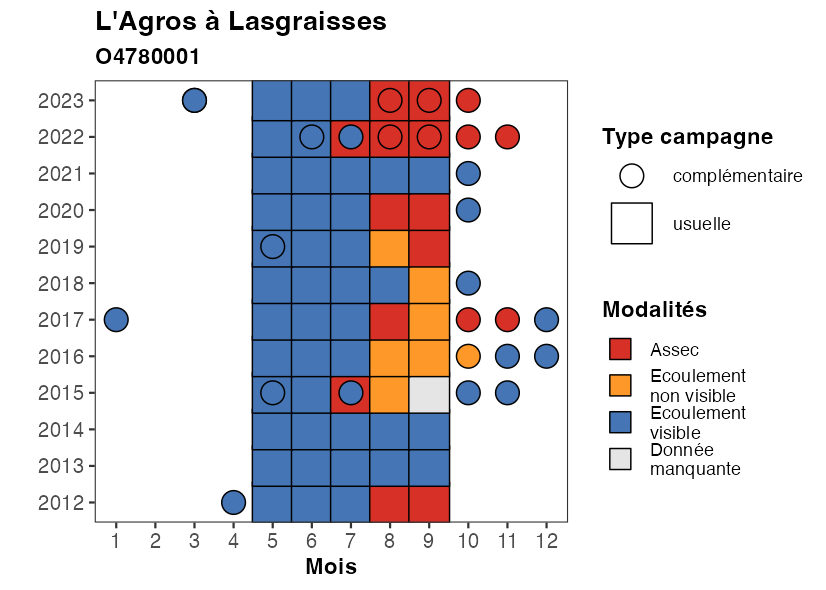 L'Agros à Lasgraisses
O4780001
2023
2022
2021
2020
2019
2018
2017
2016
2015
2014
2013
2012
1 2 3 4 5 6 7 8 9 10 11 12
Mois
Type campagne
complémentaire
usuelle
Modalités
Assec
Ecoulement
non visible
Ecoulement
visible
Donnée
manquante